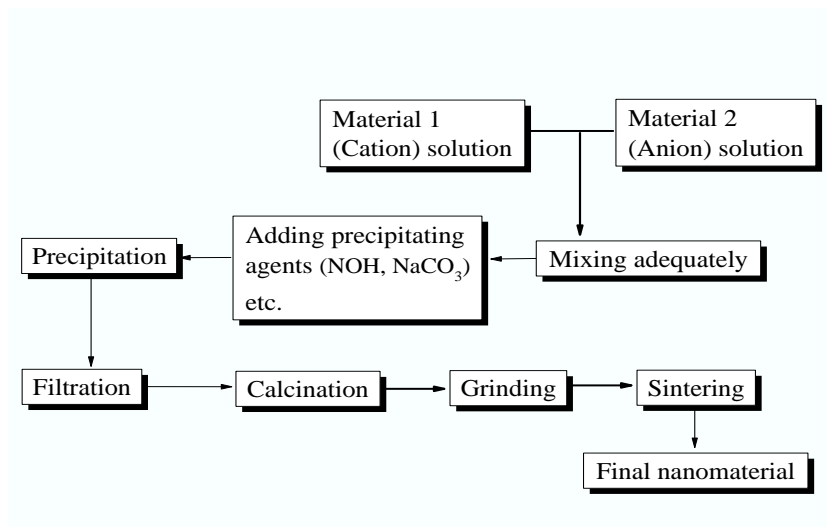 Material 1
(Cation) solution
Material 2
(Anion) solution
Mixing adequately
Adding precipitating
agents (NOH, NaCO₃)
etc.
Precipitation
Filtration
Calcination
Grinding
Sintering
Final nanomaterial